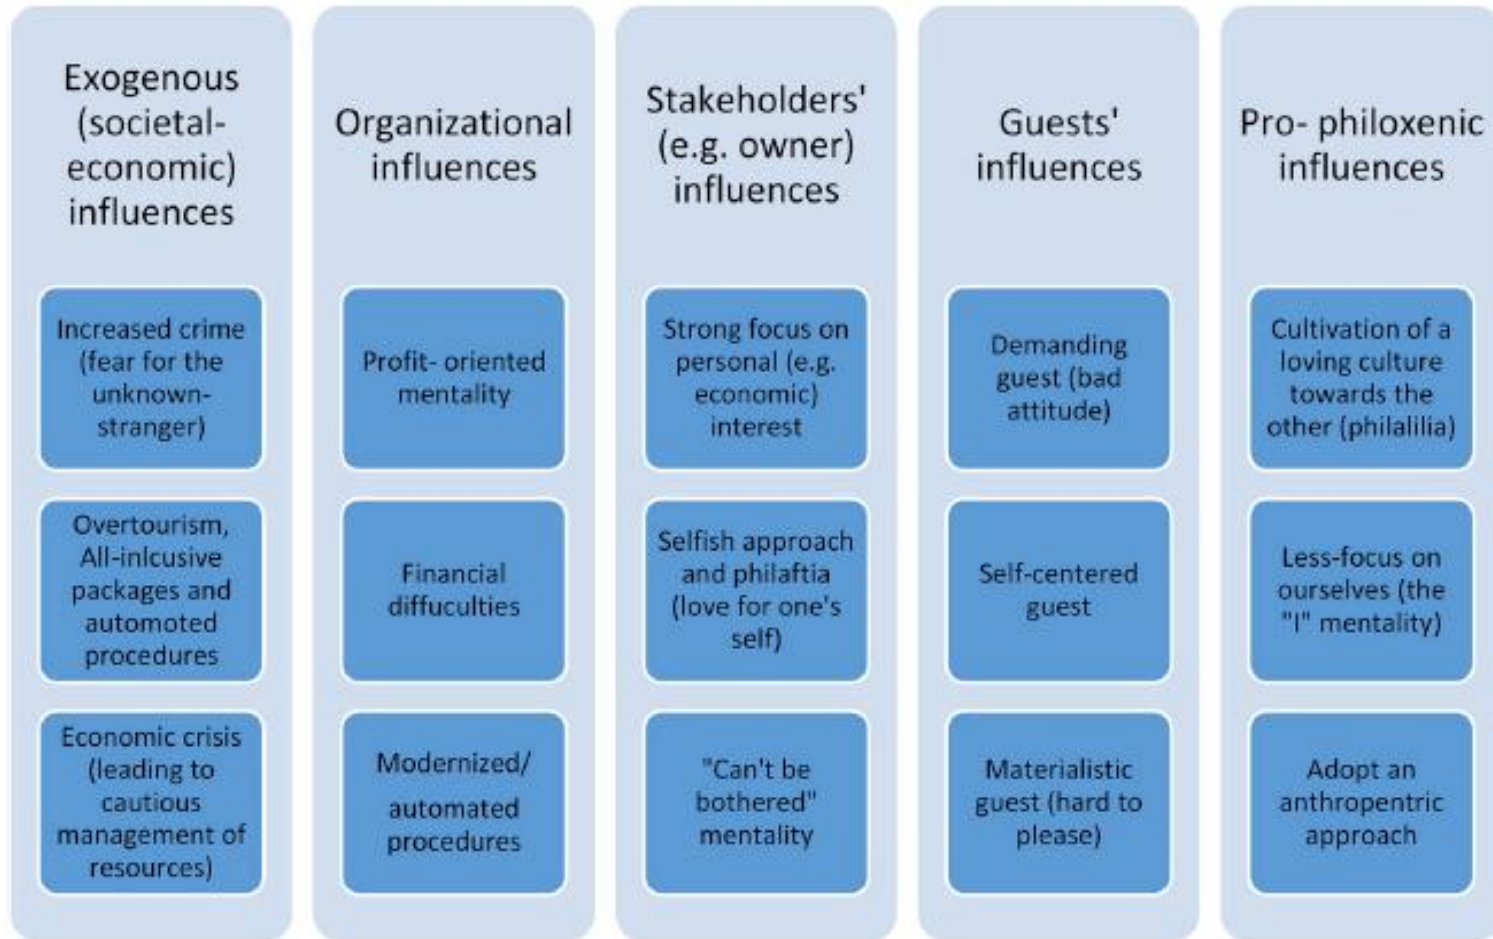 Exogenous
(societal-
economic)
influences
Increased crime
(fear for the
unknown-
stranger)
Overtourism,
All-inlcusive
packages and
automoted
procedures
Economic crisis
(leading to
cautious
management of
resources)
Organizational
influences
Profit- oriented
mentality
Financial
diffuculties
Modernized/
automated
procedures
Stakeholders'
(e.g. owner)
influences
Strong focus on
personal (e.g.
economic)
interest
Selfish approach
and philaftia
(love for one's
self)
"Can't be
bothered"
mentality
Guests'
influences
Demanding
guest (bad
attitude)
Self-centered
guest
Materialistic
guest (hard to
please)
Pro- philoxenic
influences
Cultivation of a
loving culture
towards the
other (philalilia)
Less-focus on
ourselves (the
"I" mentality)
Adopt an
anthropentric
approach